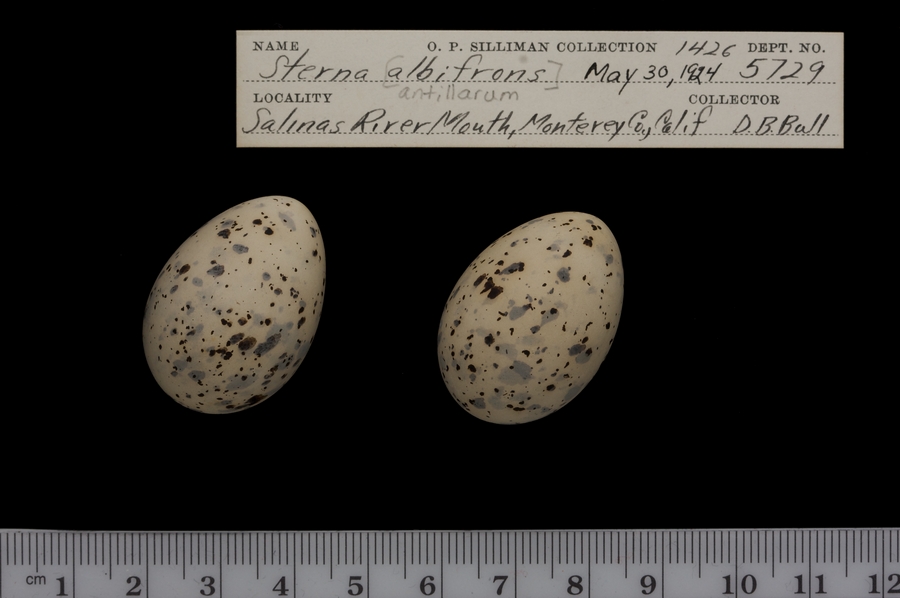 NAME O. P. SILLIMAN COLLECTION 1426 DEPT. NO.
Sterna [albifrons] May 30, 1924 5729
antillarum
LOCALITY COLLECTOR
Salinas River Mouth, Monterey Co., Calif D.B. Bull
cm 1 2 3 4 5 6 7 8 9 10 11 12